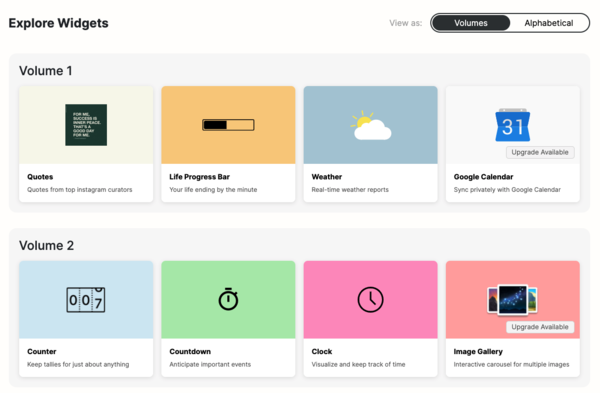 Explore Widgets
View as:
Volumes
Alphabetical
Volume 1
FOR ME,
SUCCESS IS
INNER PEACE.
THAT'S A
GOOD DAY
FOR ME.
31
Upgrade Available
Quotes
Quotes from top instagram curators
Life Progress Bar
Your life ending by the minute
Weather
Real-time weather reports
Google Calendar
Sync privately with Google Calendar
Volume 2
007
Upgrade Available
Counter
Keep tallies for just about anything
Countdown
Anticipate important events
Clock
Visualize and keep track of time
Image Gallery
Interactive carousel for multiple images